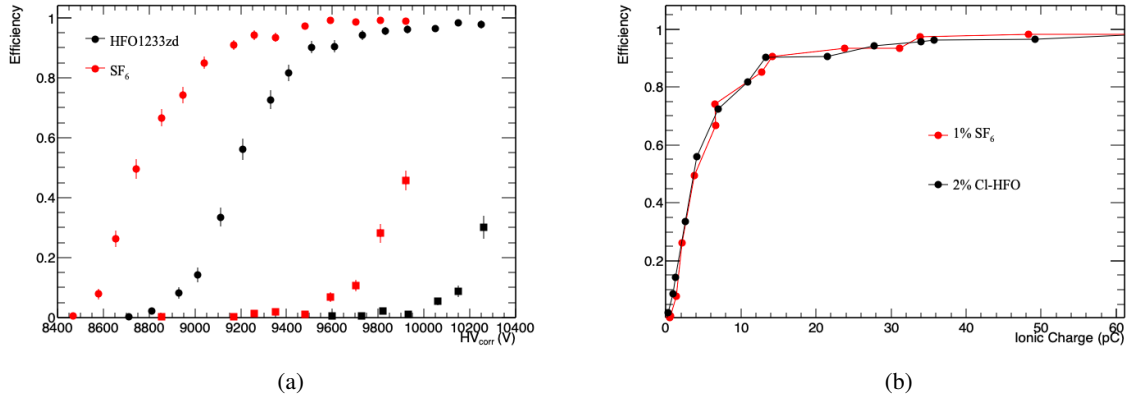 Efficiency
1
0.8
0.6
0.4
0.2
0
HFO1233zd
SF6
8400 8600 8800 9000 9200 9400 9600 9800 10000 10200 10400
HVcorr (V)
(a)
Efficiency
1
0.8
0.6
0.4
0.2
1% SF6
2% Cl-HFO
0 10 20 30 40 50 60
Ionic Charge (pC)
(b)